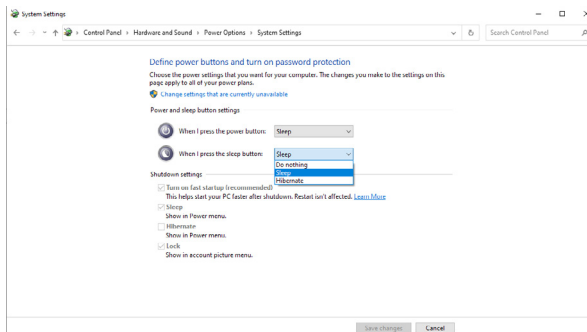 System Settings
Control Panel > Hardware and Sound > Power Options > System Settings
Search Control Panel
Define power buttons and turn on password protection
Choose the power settings that you want for your computer. The changes you make to the settings on this
page apply to all of your power plans.
Change settings that are currently unavailable
Power and sleep button settings
When I press the power button: Sleep
When I press the sleep button: Sleep
Do nothing
Sleep
Hibernate
Shutdown settings
Turn on fast startup (recommended)
This helps start your PC faster after shutdown. Restart isn't affected. Learn More
Sleep
Show in Power menu.
Hibernate
Show in Power menu.
Lock
Show in account picture menu.
Save changes Cancel